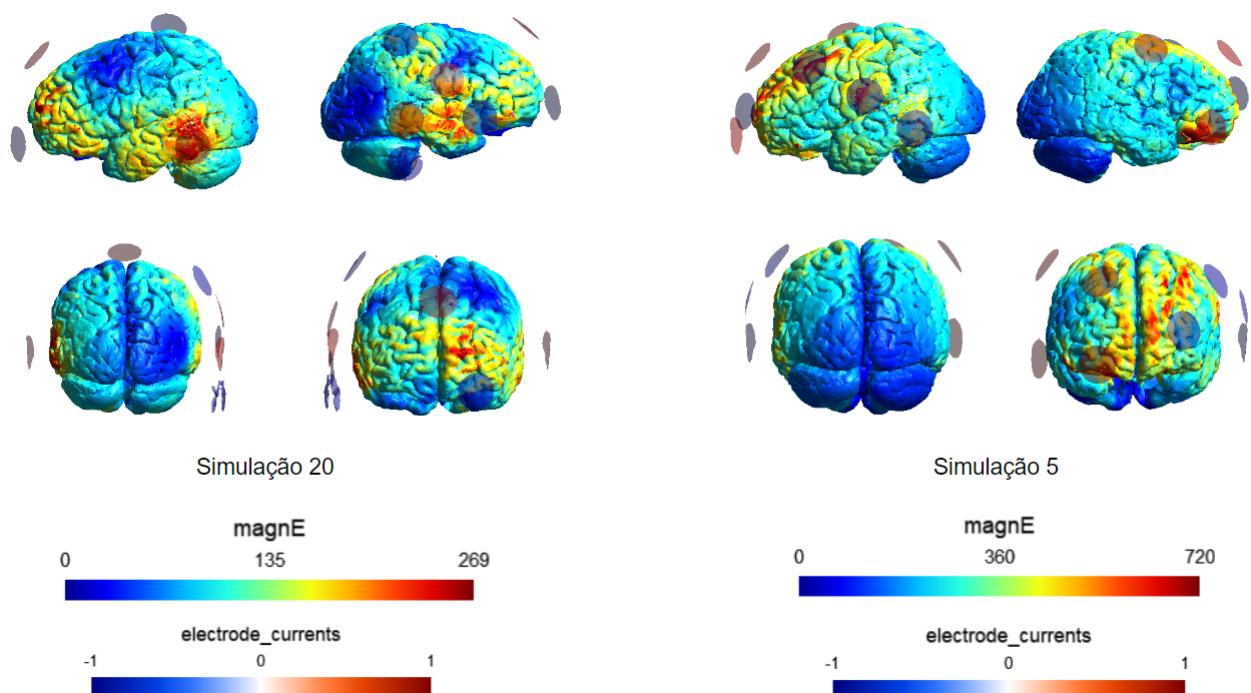 Simulação 20
magnE
0 135 269
electrode_currents
-1 0 1
Simulação 5
magnE
0 360 720
electrode_currents
-1 0 1